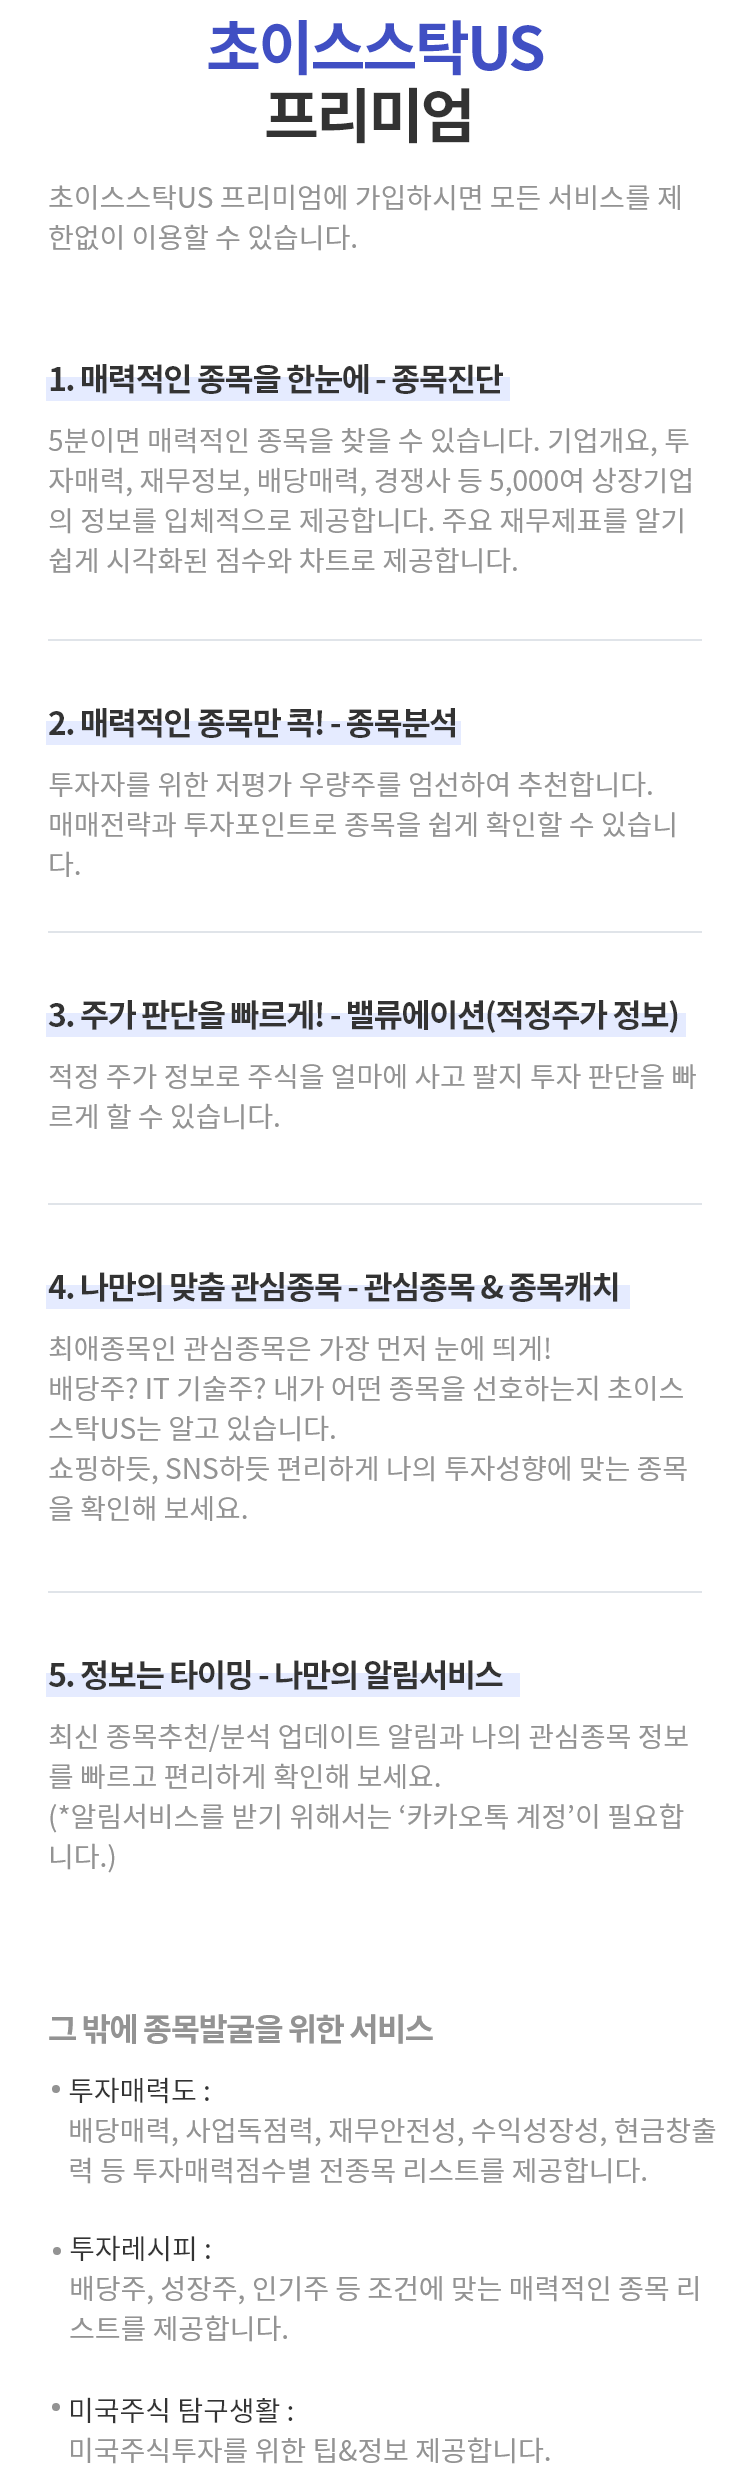 초이스스탁US
프리미엄
초이스스탁US 프리미엄에 가입하시면 모든 서비스를 제
한없이 이용할 수 있습니다.
1. 매력적인 종목을 한눈에 - 종목진단
5분이면 매력적인 종목을 찾을 수 있습니다. 기업개요, 투
자매력, 재무정보, 배당매력, 경쟁사 등 5,000여 상장기업
의 정보를 입체적으로 제공합니다. 주요 재무제표를 알기
쉽게 시각화된 점수와 차트로 제공합니다.
2. 매력적인 종목만 콕! - 종목분석
투자자를 위한 저평가 우량주를 엄선하여 추천합니다.
매매전략과 투자포인트로 종목을 쉽게 확인할 수 있습니
다.
3. 주가 판단을 빠르게! - 밸류에이션(적정주가 정보)
적정 주가 정보로 주식을 얼마에 사고 팔지 투자 판단을 빠
르게 할 수 있습니다.
4. 나만의 맞춤 관심종목 - 관심종목 & 종목캐치
최애종목인 관심종목은 가장 먼저 눈에 띄게!
배당주? IT 기술주? 내가 어떤 종목을 선호하는지 초이스
스탁US는 알고 있습니다.
쇼핑하듯, SNS하듯 편리하게 나의 투자성향에 맞는 종목
을 확인해 보세요.
5. 정보는 타이밍 - 나만의 알림서비스
최신 종목추천/분석 업데이트 알림과 나의 관심종목 정보
를 빠르고 편리하게 확인해 보세요.
(*알림서비스를 받기 위해서는 ‘카카오톡 계정’이 필요합
니다.)
그 밖에 종목발굴을 위한 서비스
• 투자매력도 :
배당매력, 사업독점력, 재무안전성, 수익성장성, 현금창출
력 등 투자매력점수별 전종목 리스트를 제공합니다.
• 투자레시피 :
배당주, 성장주, 인기주 등 조건에 맞는 매력적인 종목 리
스트를 제공합니다.
• 미국주식 탐구생활 :
미국주식투자를 위한 팁&정보 제공합니다.